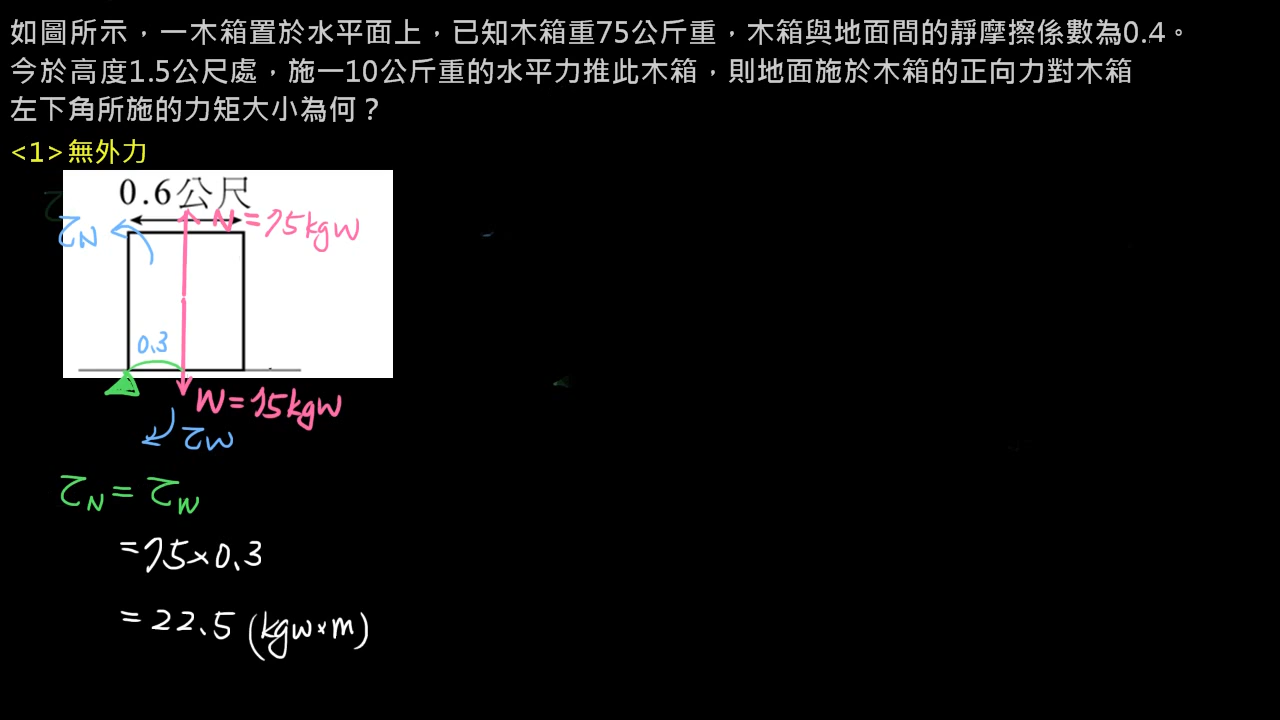 如圖所示，一木箱置於水平面上，已知木箱重75公斤重，木箱與地面間的靜摩擦係數為0.4。
今於高度1.5公尺處，施一10公斤重的水平力推此木箱，則地面施於木箱的正向力對木箱
左下角所施的力矩大小為何？
<1>無外力
0.6公尺
τN
N=75kgw
0.3
W=75kgw
τW
τN=τW
=75×0.3
=22.5 (kgw×m)